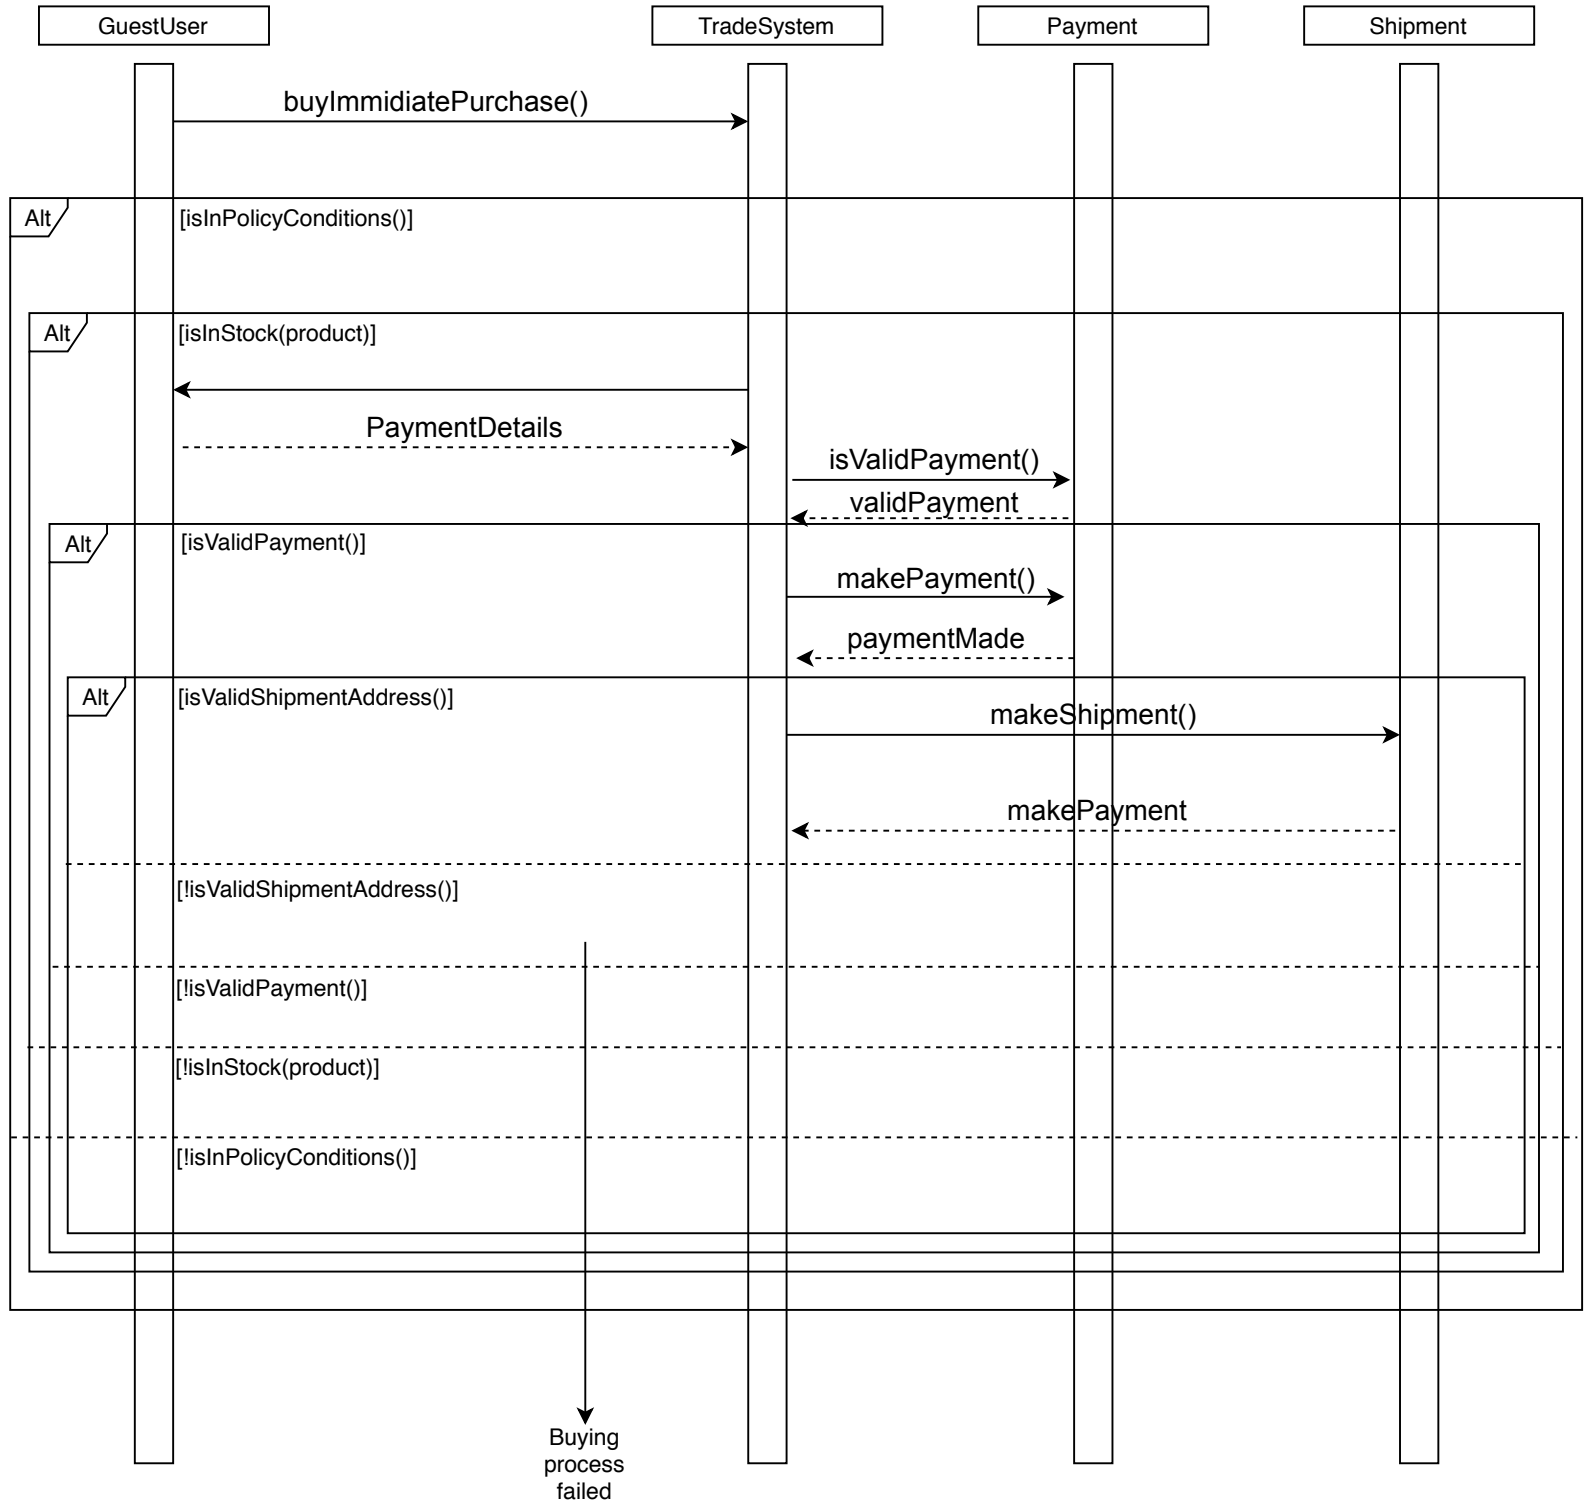 GuestUser
TradeSystem
Payment
Shipment
buyImmidiatePurchase()
Alt
[isInPolicyConditions()]
Alt
[isInStock(product)]
PaymentDetails
isValidPayment()
validPayment
Alt
[isValidPayment()]
makePayment()
paymentMade
Alt
[isValidShipmentAddress()]
makeShipment()
makePayment
[!isValidShipmentAddress()]
[!isValidPayment()]
[!isInStock(product)]
[!isInPolicyConditions()]
Buying
process
failed